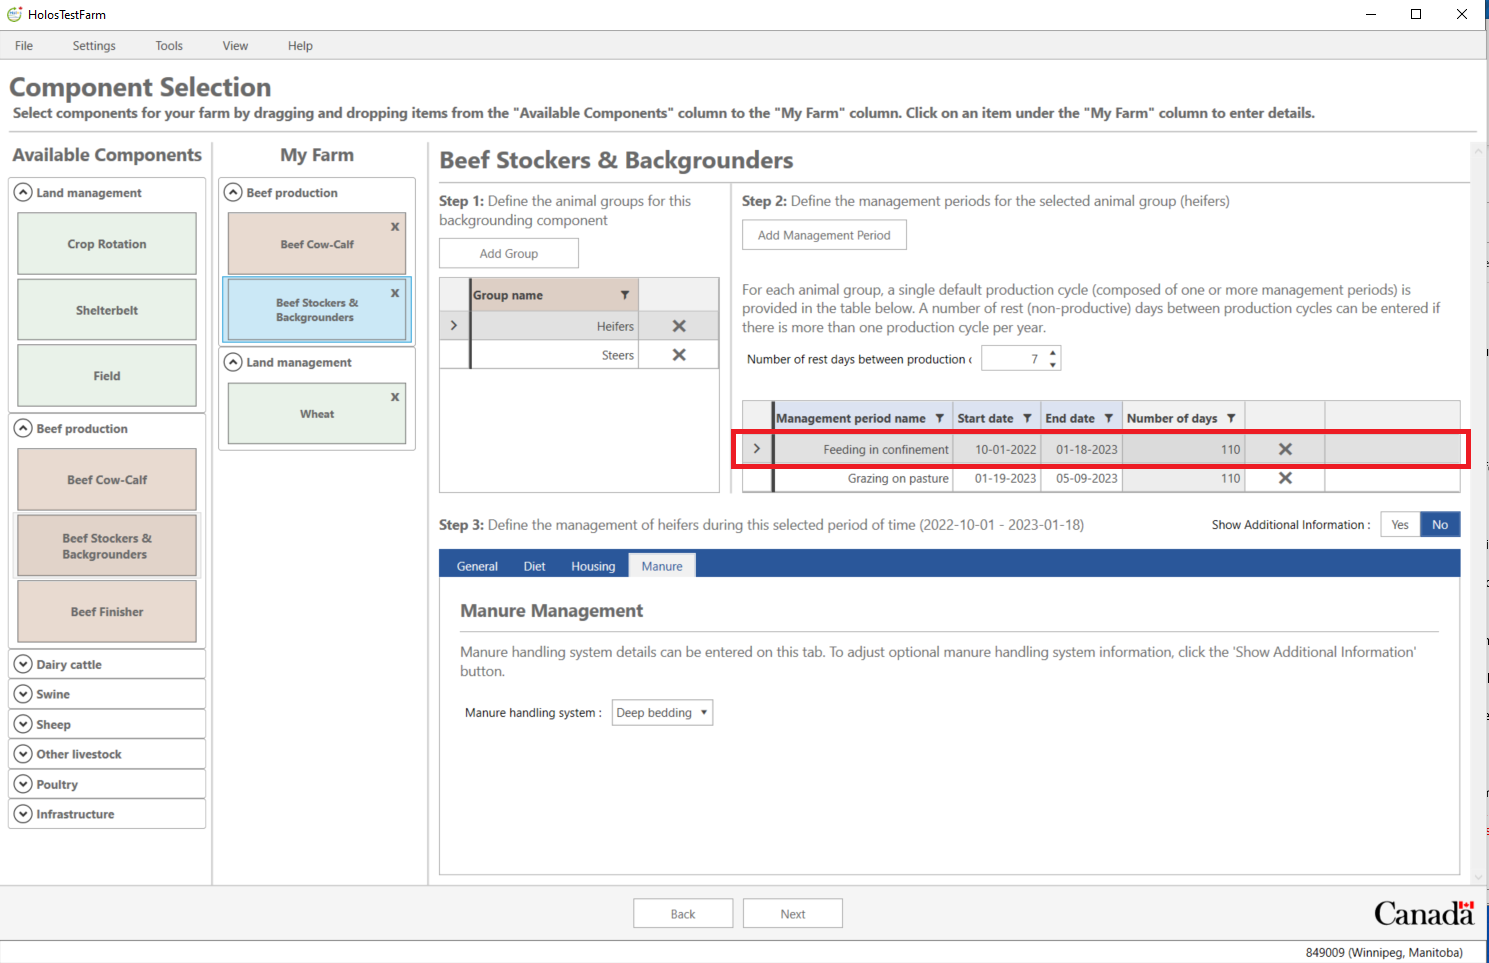 HolosTestFarm
File Settings Tools View Help
Component Selection
Select components for your farm by dragging and dropping items from the "Available Components" column to the "My Farm" column. Click on an item under the "My Farm" column to enter details.
Available Components
Land management
Crop Rotation
Shelterbelt
Field
Beef production
Beef Cow-Calf
Beef Stockers &
Backgrounders
Beef Finisher
Dairy cattle
Swine
Sheep
Other livestock
Poultry
Infrastructure
My Farm
Beef production
x
Beef Cow-Calf
x
Beef Stockers &
Backgrounders
Land management
x
Wheat
Beef Stockers & Backgrounders
Step 1: Define the animal groups for this
backgrounding component
Add Group
Group name
Heifers
Steers
Step 2: Define the management periods for the selected animal group (heifers)
Add Management Period
For each animal group, a single default production cycle (composed of one or more management periods) is
provided in the table below. A number of rest (non-productive) days between production cycles can be entered if
there is more than one production cycle per year.
Number of rest days between production c 7
Management period name Start date End date Number of days
Feeding in confinement 10-01-2022 01-18-2023 110
Grazing on pasture 01-19-2023 05-09-2023 110
Step 3: Define the management of heifers during this selected period of time (2022-10-01 - 2023-01-18)
Show Additional Information : Yes No
General Diet Housing Manure
Manure Management
Manure handling system details can be entered on this tab. To adjust optional manure handling system information, click the 'Show Additional Information'
button.
Manure handling system : Deep bedding
Back Next
Canada
849009 (Winnipeg, Manitoba)